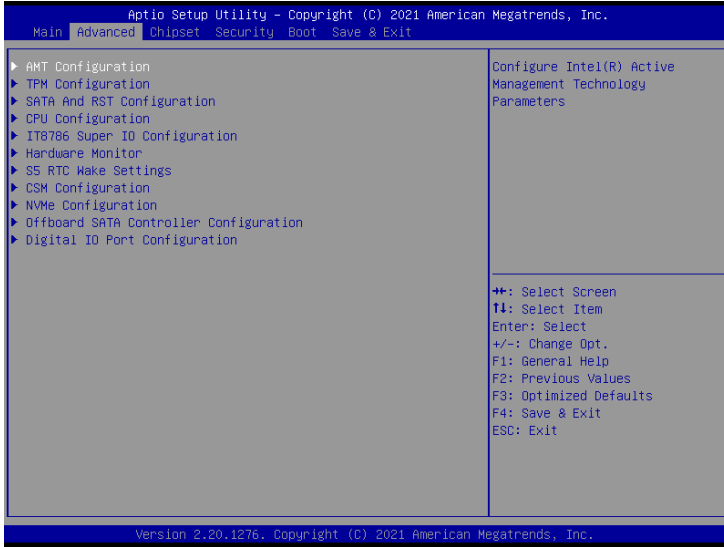 Aptio Setup Utility – Copyright (C) 2021 American Megatrends, Inc.
Main Advanced Chipset Security Boot Save & Exit
▶ AMT Configuration
▶ TPM Configuration
▶ SATA And RST Configuration
▶ CPU Configuration
▶ IT8786 Super IO Configuration
▶ Hardware Monitor
▶ S5 RTC Wake Settings
▶ CSM Configuration
▶ NVMe Configuration
▶ Offboard SATA Controller Configuration
▶ Digital IO Port Configuration
Configure Intel(R) Active
Management Technology
Parameters
→←: Select Screen
↑↓: Select Item
Enter: Select
+/-: Change Opt.
F1: General Help
F2: Previous Values
F3: Optimized Defaults
F4: Save & Exit
ESC: Exit
Version 2.20.1276. Copyright (C) 2021 American Megatrends, Inc.